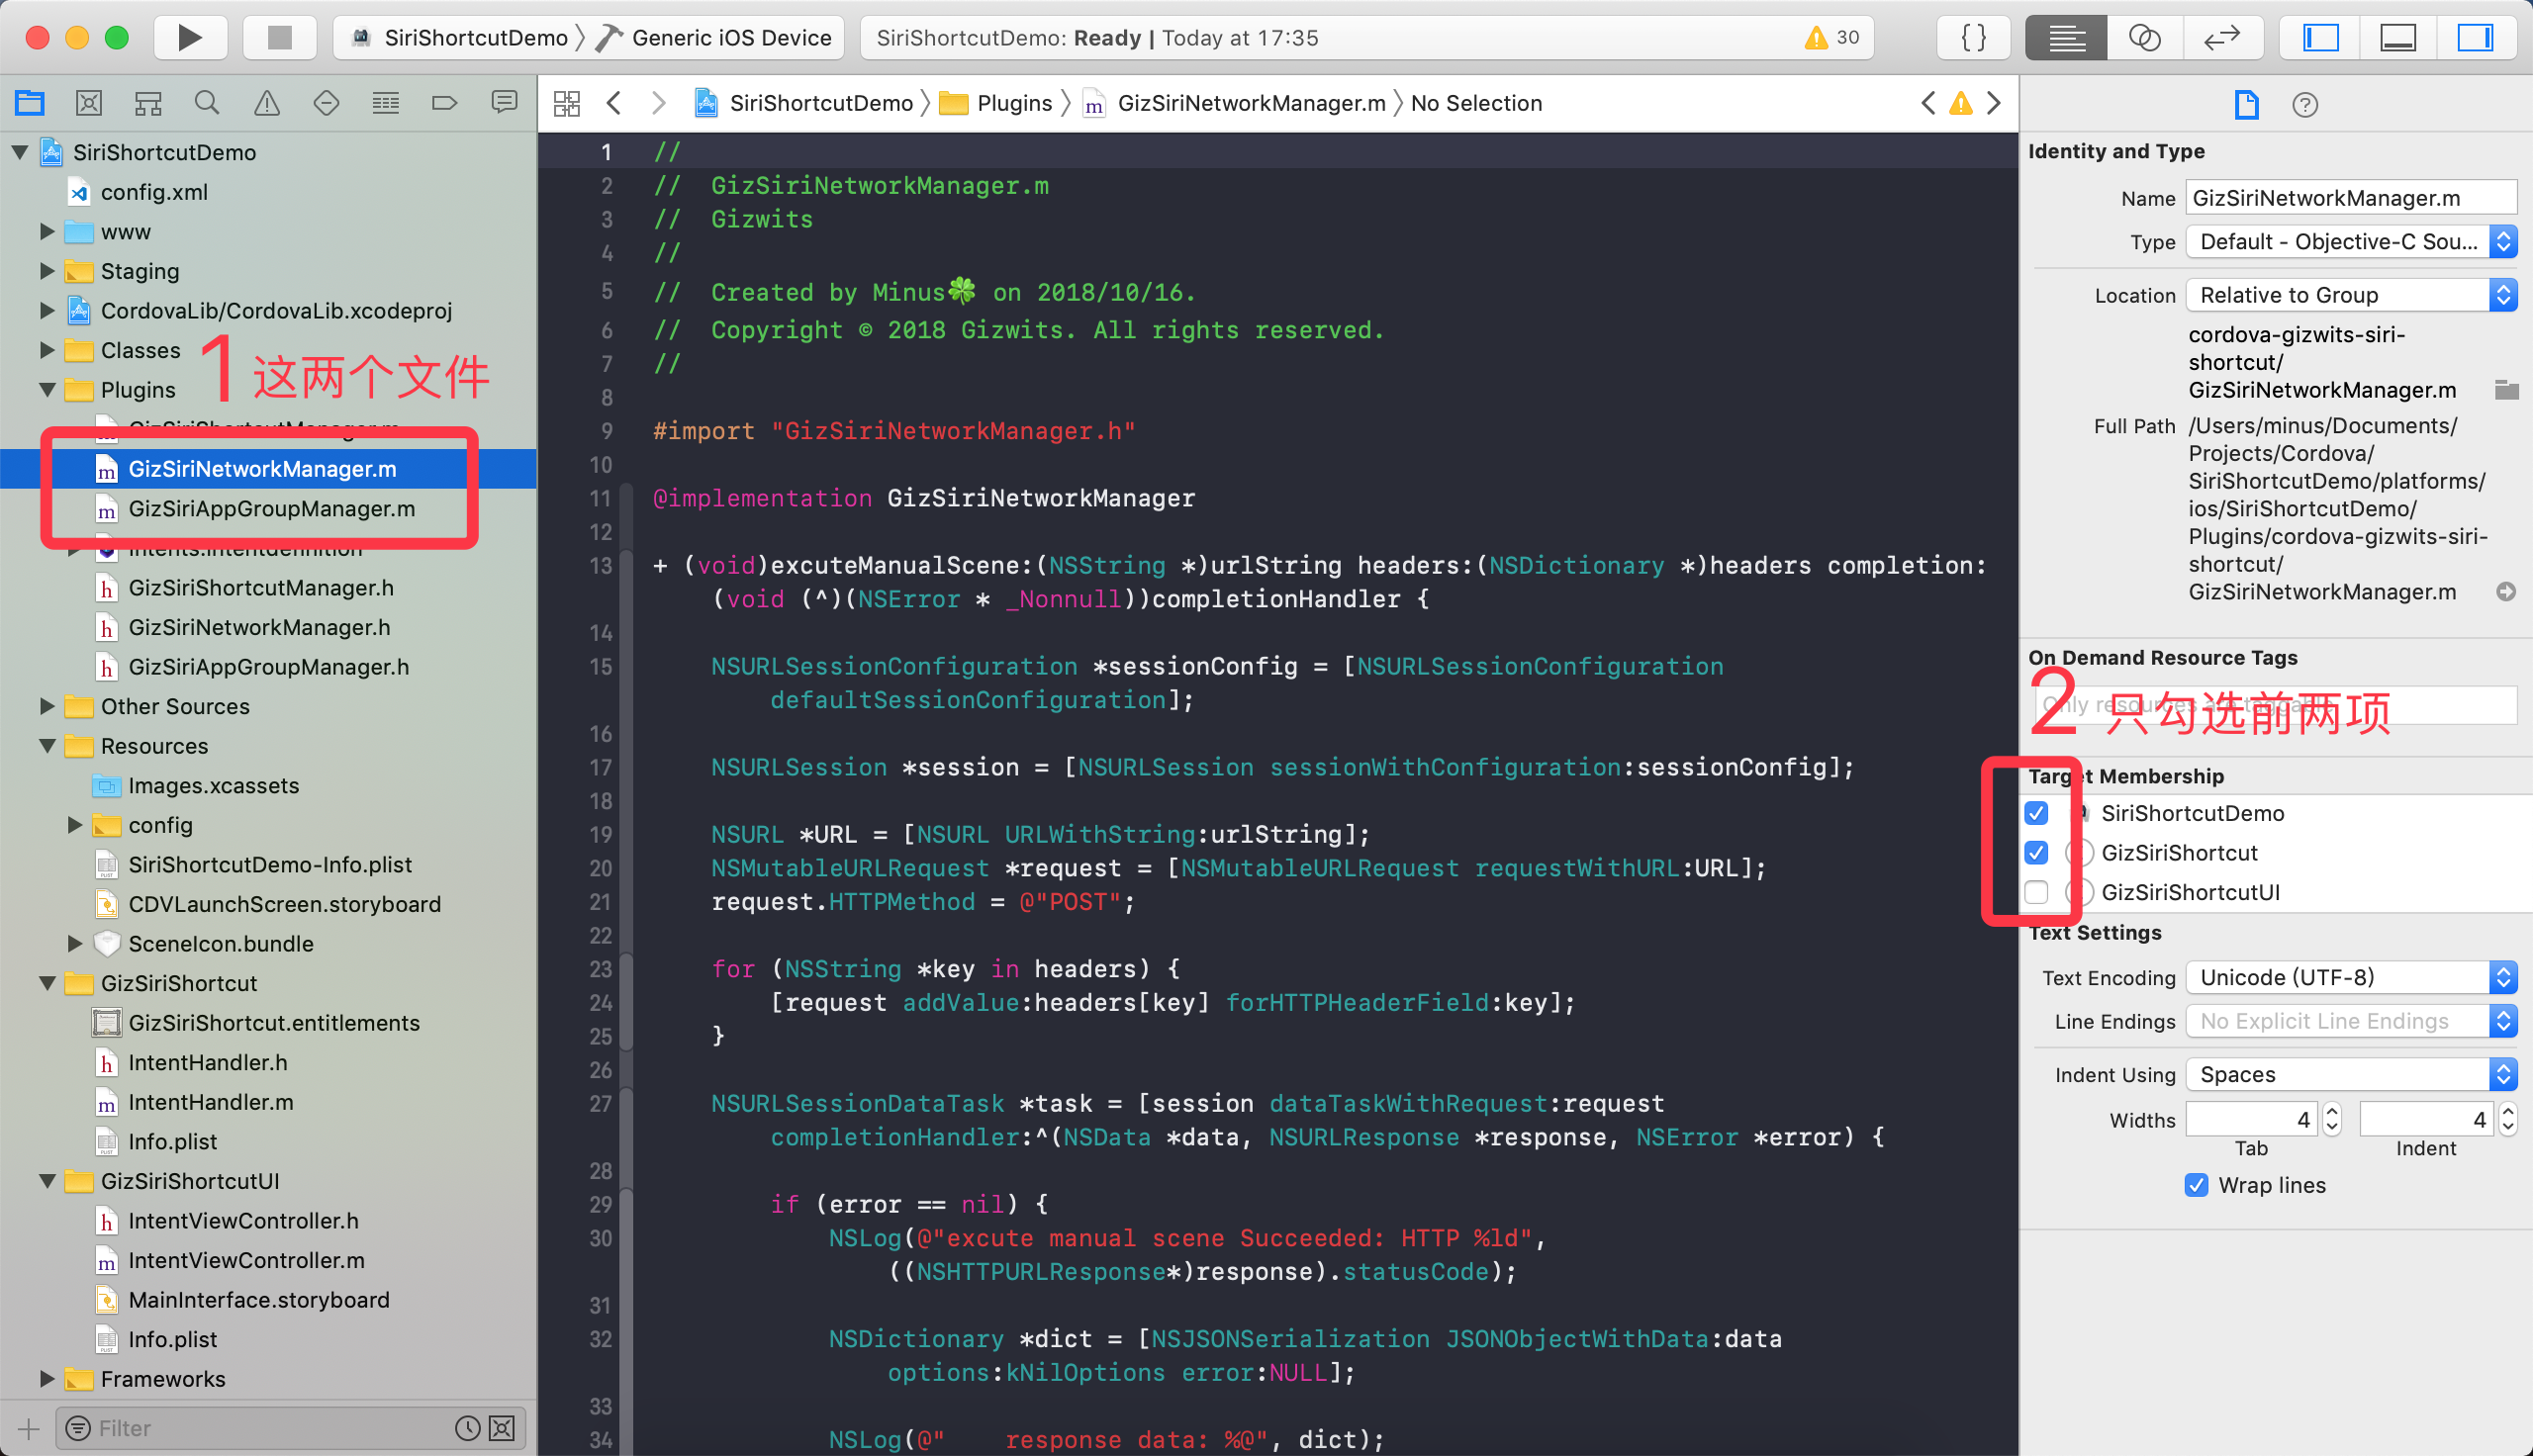 SiriShortcutDemo 〉 Generic iOS Device
SiriShortcutDemo: Ready | Today at 17:35
30
{ }
SiriShortcutDemo
config.xml
www
Staging
CordovaLib/CordovaLib.xcodeproj
Classes
Plugins
1 这两个文件
GizSiriShortcutManager.m
GizSiriNetworkManager.m
GizSiriAppGroupManager.m
Intents.intentdefinition
GizSiriShortcutManager.h
GizSiriNetworkManager.h
GizSiriAppGroupManager.h
Other Sources
Resources
Images.xcassets
config
SiriShortcutDemo-Info.plist
CDVLaunchScreen.storyboard
SceneIcon.bundle
GizSiriShortcut
GizSiriShortcut.entitlements
IntentHandler.h
IntentHandler.m
Info.plist
GizSiriShortcutUI
IntentViewController.h
IntentViewController.m
MainInterface.storyboard
Info.plist
Frameworks
Filter
SiriShortcutDemo 〉 Plugins 〉 GizSiriNetworkManager.m 〉 No Selection
1 //
2 //  GizSiriNetworkManager.m
3 //  Gizwits
4 //
5 //  Created by Minus🍀 on 2018/10/16.
6 //  Copyright © 2018 Gizwits. All rights reserved.
7 //
8
9 #import "GizSiriNetworkManager.h"
10
11 @implementation GizSiriNetworkManager
12
13 + (void)excuteManualScene:(NSString *)urlString headers:(NSDictionary *)headers completion:
(void (^)(NSError * _Nonnull))completionHandler {
14
15 NSURLSessionConfiguration *sessionConfig = [NSURLSessionConfiguration
defaultSessionConfiguration];
16
17 NSURLSession *session = [NSURLSession sessionWithConfiguration:sessionConfig];
18
19 NSURL *URL = [NSURL URLWithString:urlString];
20 NSMutableURLRequest *request = [NSMutableURLRequest requestWithURL:URL];
21 request.HTTPMethod = @"POST";
22
23 for (NSString *key in headers) {
24 [request addValue:headers[key] forHTTPHeaderField:key];
25 }
26
27 NSURLSessionDataTask *task = [session dataTaskWithRequest:request
completionHandler:^(NSData *data, NSURLResponse *response, NSError *error) {
28
29 if (error == nil) {
30 NSLog(@"excute manual scene Succeeded: HTTP %ld",
((NSHTTPURLResponse*)response).statusCode);
31
32 NSDictionary *dict = [NSJSONSerialization JSONObjectWithData:data
options:kNilOptions error:NULL];
33
34 NSLog(@"    response data: %@", dict);
Identity and Type
Name GizSiriNetworkManager.m
Type Default - Objective-C Sou...
Location Relative to Group
cordova-gizwits-siri-
shortcut/
GizSiriNetworkManager.m
Full Path /Users/minus/Documents/
Projects/Cordova/
SiriShortcutDemo/platforms/
ios/SiriShortcutDemo/
Plugins/cordova-gizwits-siri-
shortcut/
GizSiriNetworkManager.m
On Demand Resource Tags
Only resources are taggable
2 只勾选前两项
Target Membership
SiriShortcutDemo
GizSiriShortcut
GizSiriShortcutUI
Text Settings
Text Encoding Unicode (UTF-8)
Line Endings No Explicit Line Endings
Indent Using Spaces
Widths 4 4
Tab Indent
Wrap lines